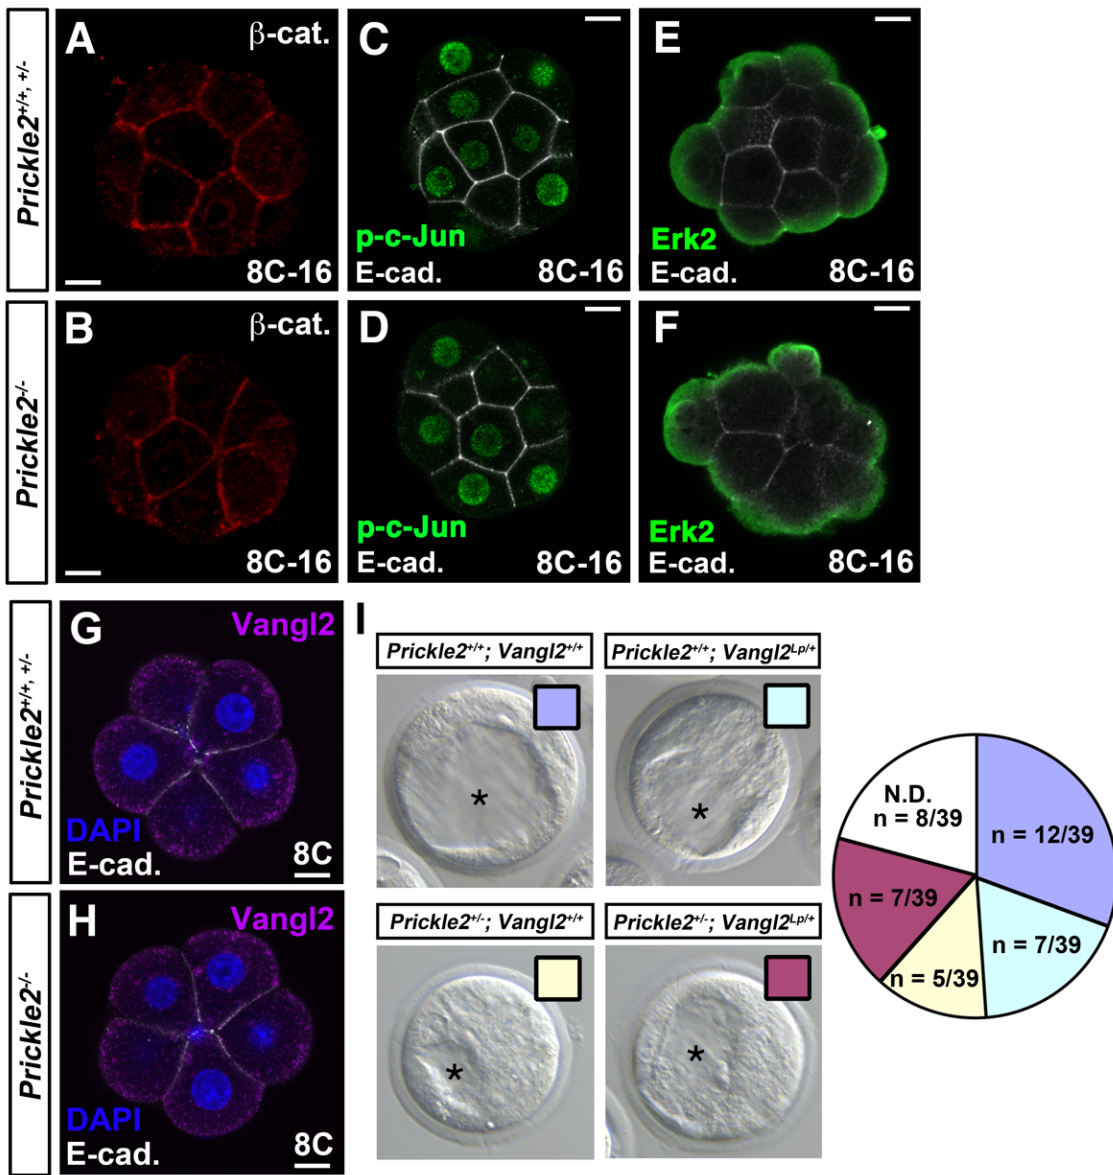 Prickle2+/+, +/-
A
β-cat.
8C-16
C
p-c-Jun
E-cad.
8C-16
E
Erk2
E-cad.
8C-16
Prickle2-/-
B
β-cat.
8C-16
D
p-c-Jun
E-cad.
8C-16
F
Erk2
E-cad.
8C-16
Prickle2+/+, +/-
G
Vangl2
DAPI
E-cad.
8C
Prickle2-/-
H
Vangl2
DAPI
E-cad.
8C
I
Prickle2+/+; Vangl2+/+
*
Prickle2+/+; Vangl2Lp/+
*
Prickle2+/-; Vangl2+/+
*
Prickle2+/-; Vangl2Lp/+
*
N.D.
n = 8/39
n = 12/39
n = 7/39
n = 7/39
n = 5/39